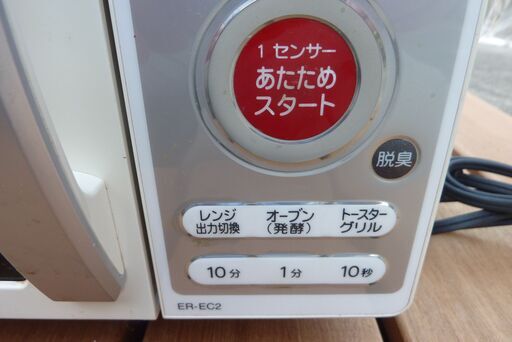 1 センサー
あたため
スタート
脱臭
レンジ
出力切換
オーブン
(発酵)
トースター
グリル
10分 1分 10秒
ER-EC2